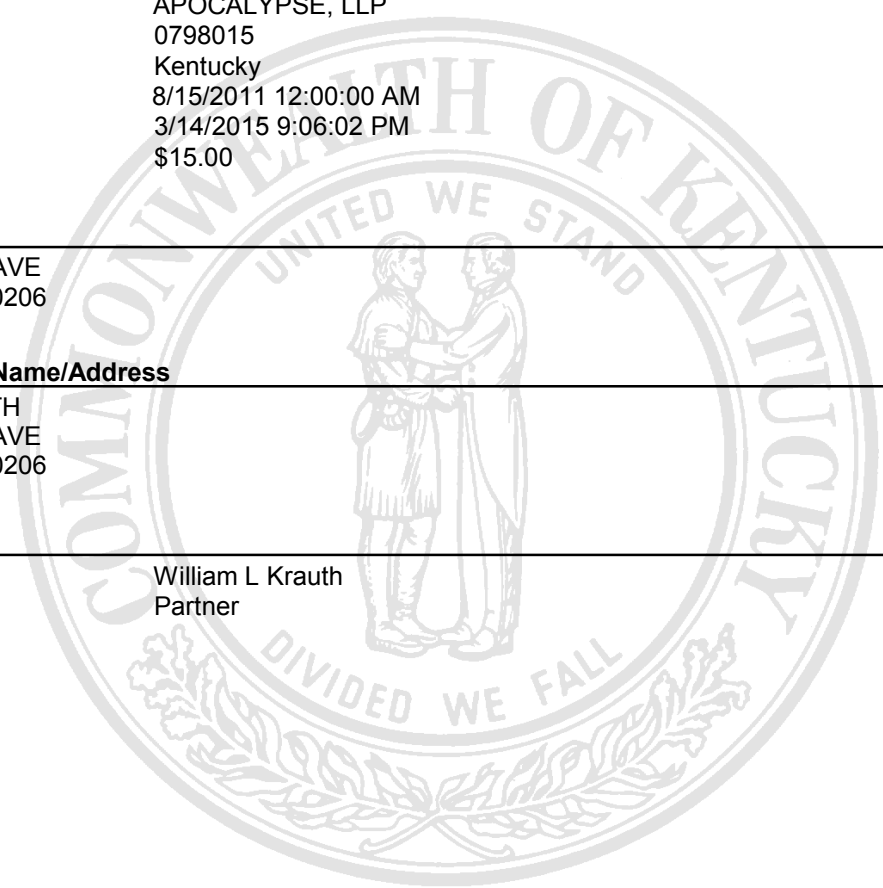 APOCALYPSE, LLP
0798015
Kentucky
8/15/2011 12:00:00 AM
3/14/2015 9:06:02 PM
$15.00
AVE
0206
Name/Address
TH
AVE
0206
William L Krauth
Partner
COMMONWEALTH OF KENTUCKY
UNITED WE STAND
DIVIDED WE FALL